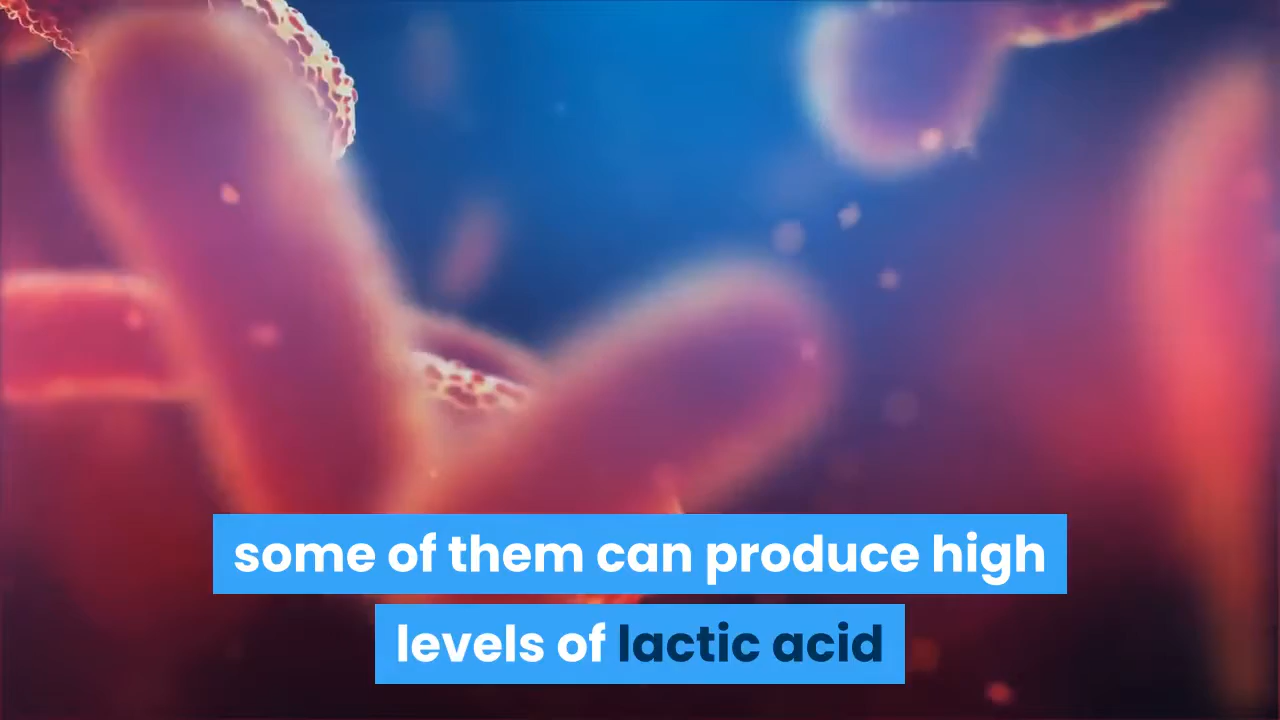 some of them can produce high
levels of lactic acid